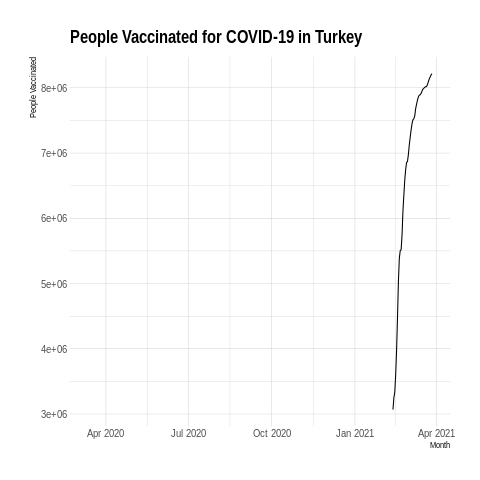 People Vaccinated for COVID-19 in Turkey
People Vaccinated
8e+06
7e+06
6e+06
5e+06
4e+06
3e+06
Apr 2020 Jul 2020 Oct 2020 Jan 2021 Apr 2021
Month